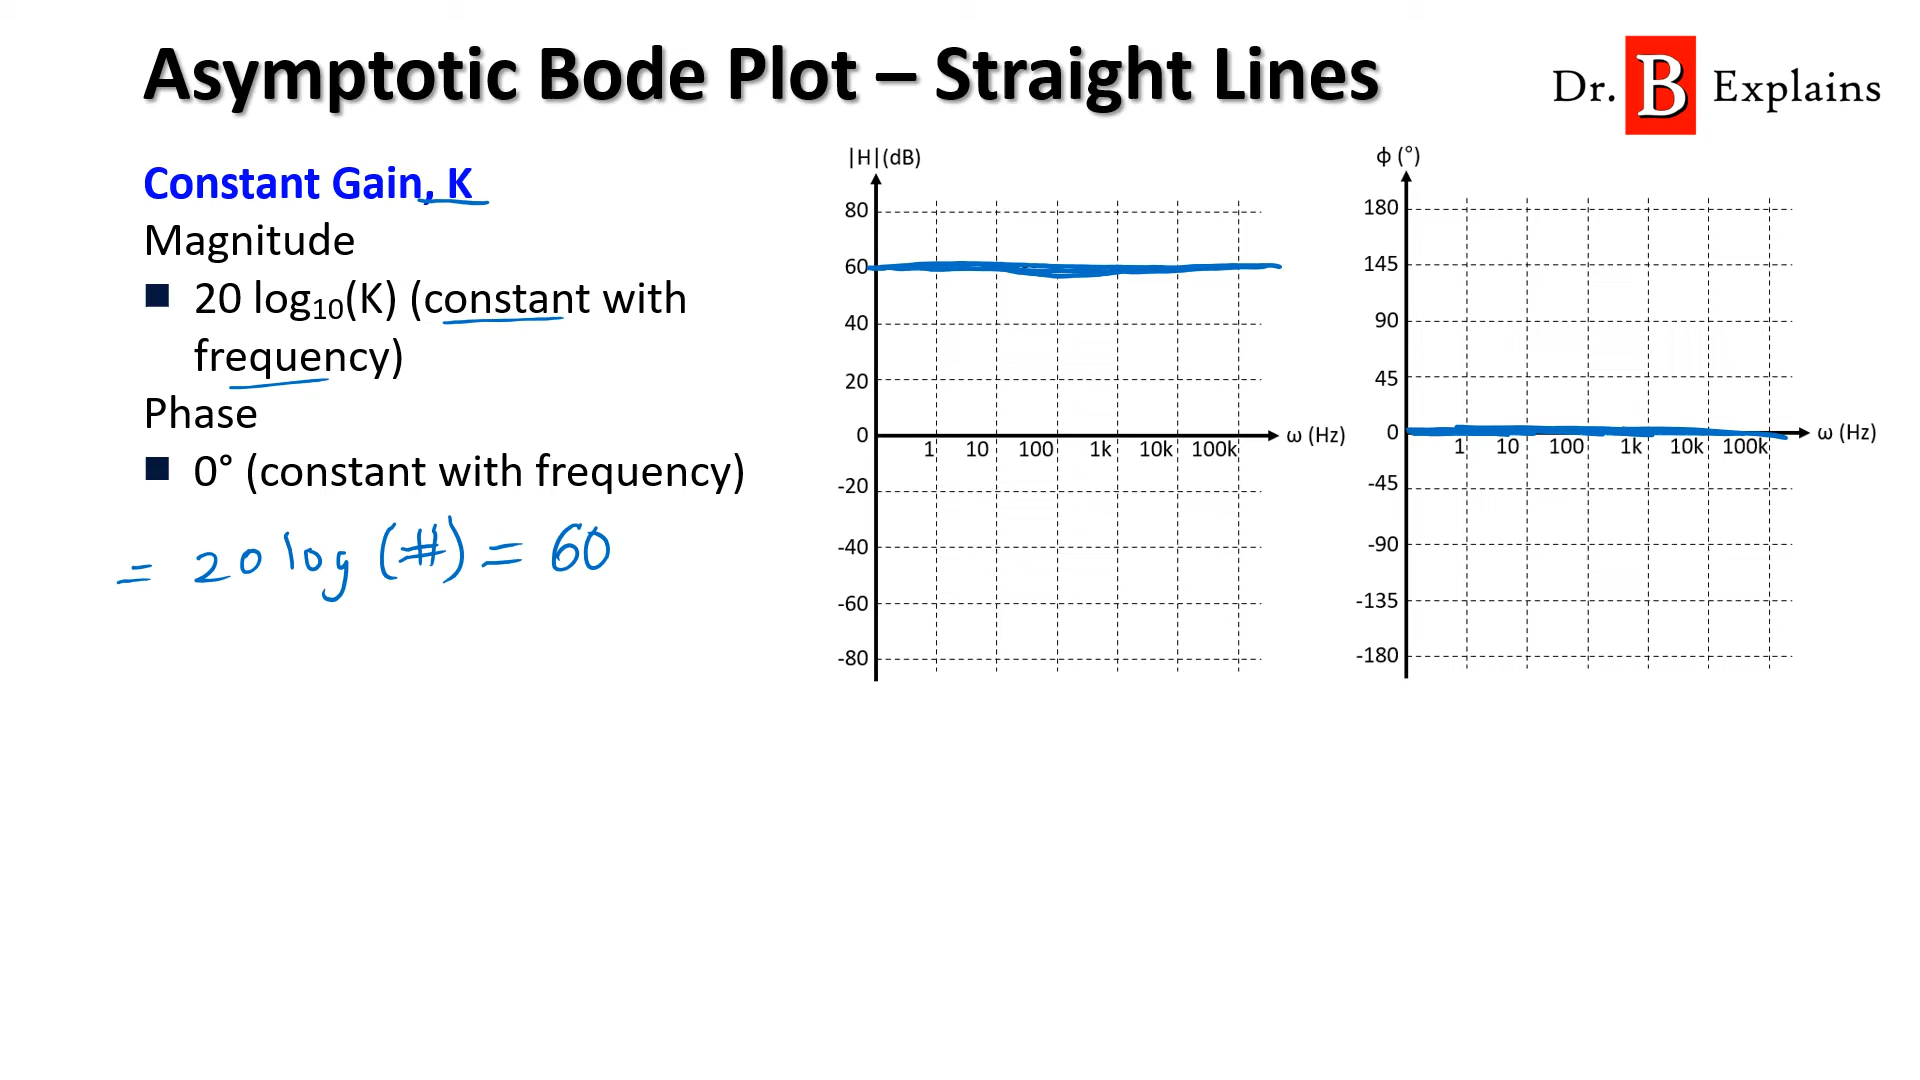 Asymptotic Bode Plot – Straight Lines
Dr. B Explains
Constant Gain, K
Magnitude
■ 20 log₁₀(K) (constant with
frequency)
Phase
■ 0° (constant with frequency)
= 20 log (#) = 60
|H|(dB)
80
60
40
20
0
-20
-40
-60
-80
1 10 100 1k 10k 100k
ω (Hz)
ф (°)
180
145
90
45
0
-45
-90
-135
-180
1 10 100 1k 10k 100k
ω (Hz)